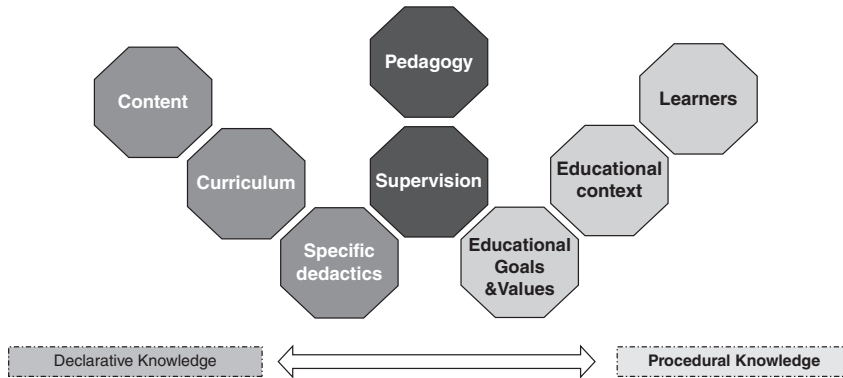 Pedagogy
Content
Learners
Curriculum
Supervision
Educational
context
Specific
dedactics
Educational
Goals
&Values
Declarative Knowledge
Procedural Knowledge